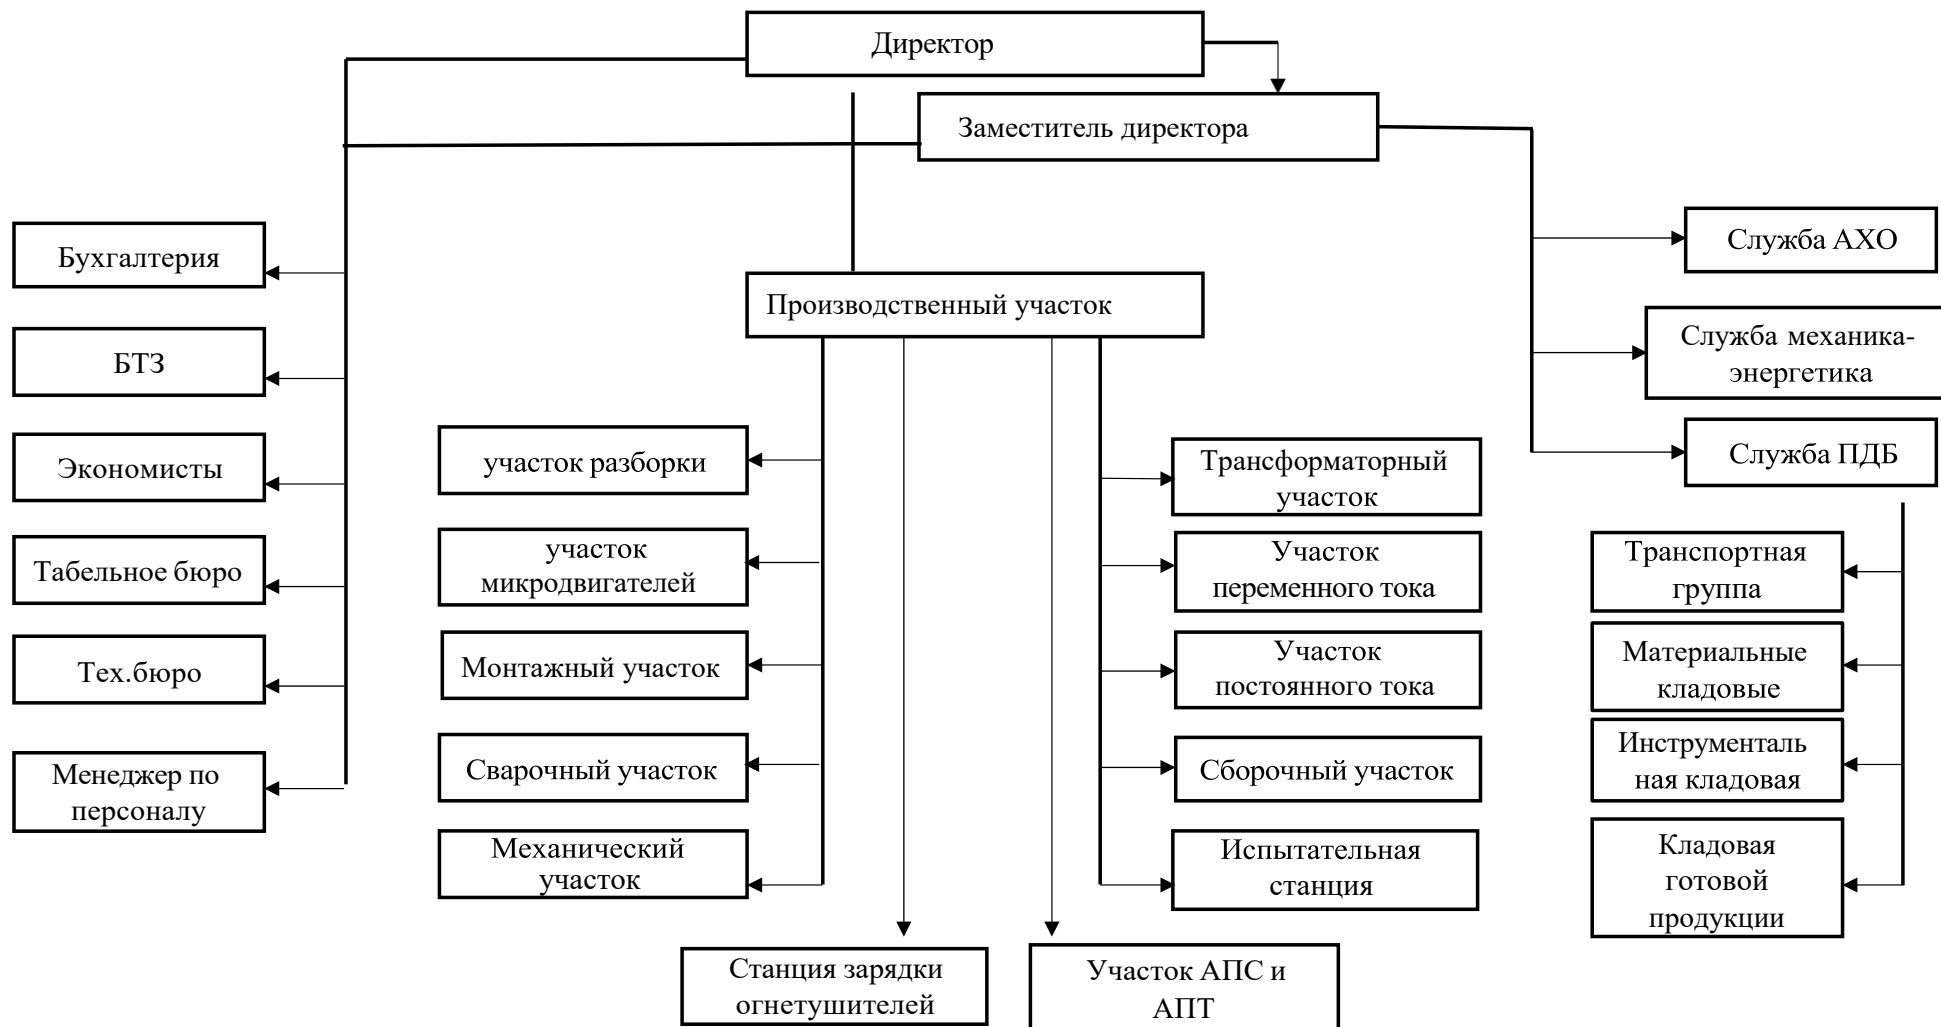 Директор
Заместитель директора
Бухгалтерия
БТЗ
Экономисты
Табельное бюро
Тех.бюро
Менеджер по
персоналу
Производственный участок
участок разборки
участок
микродвигателей
Монтажный участок
Сварочный участок
Механический
участок
Трансформаторный
участок
Участок
переменного тока
Участок
постоянного тока
Сборочный участок
Испытательная
станция
Станция зарядки
огнетушителей
Участок АПС и
АПТ
Служба АХО
Служба механика-
энергетика
Служба ПДБ
Транспортная
группа
Материальные
кладовые
Инструменталь
ная кладовая
Кладовая
готовой
продукции